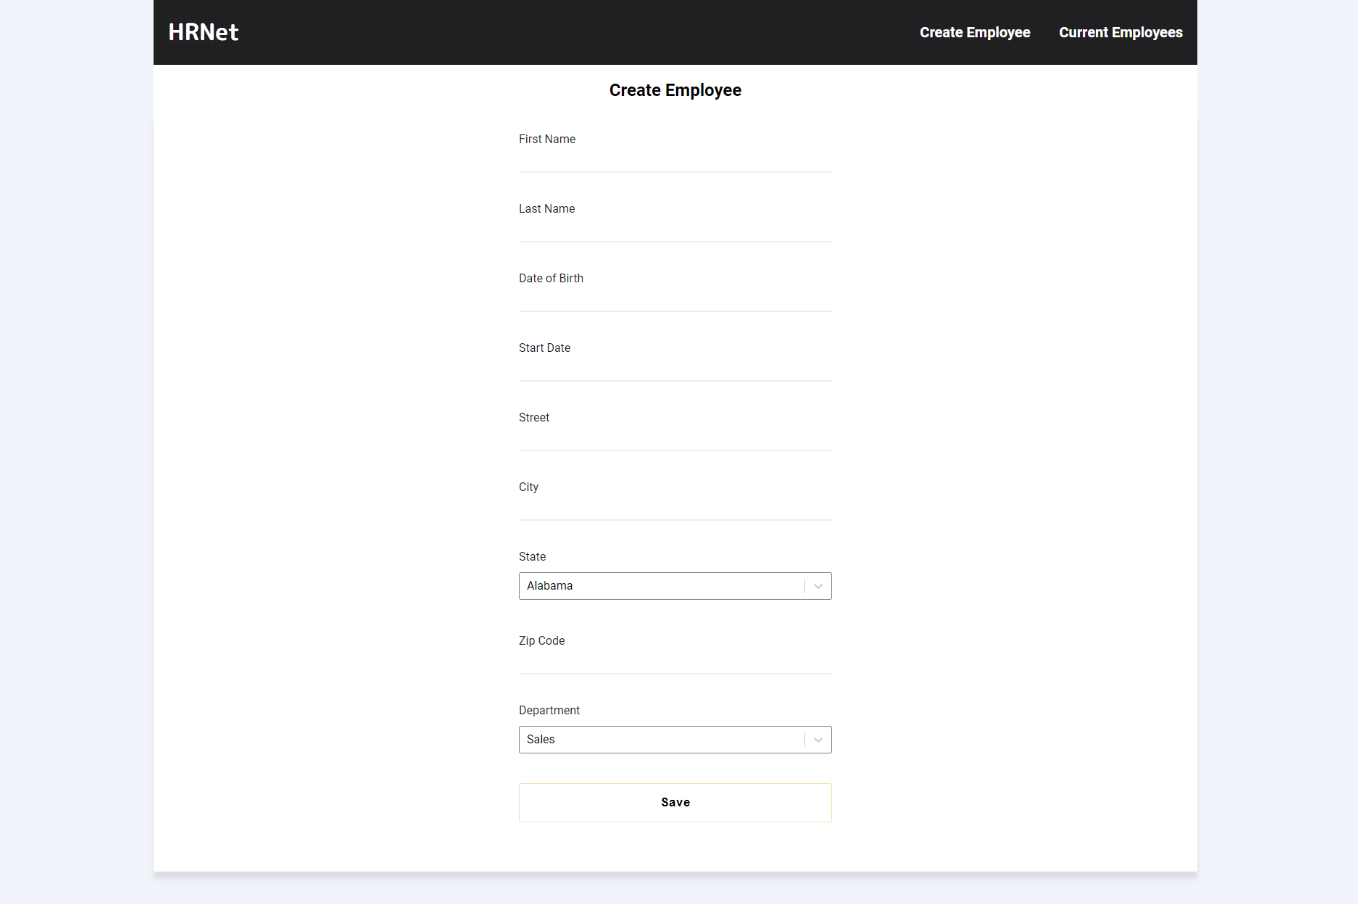 HRNet
Create Employee
Current Employees
Create Employee
First Name
Last Name
Date of Birth
Start Date
Street
City
State
Alabama
Zip Code
Department
Sales
Save